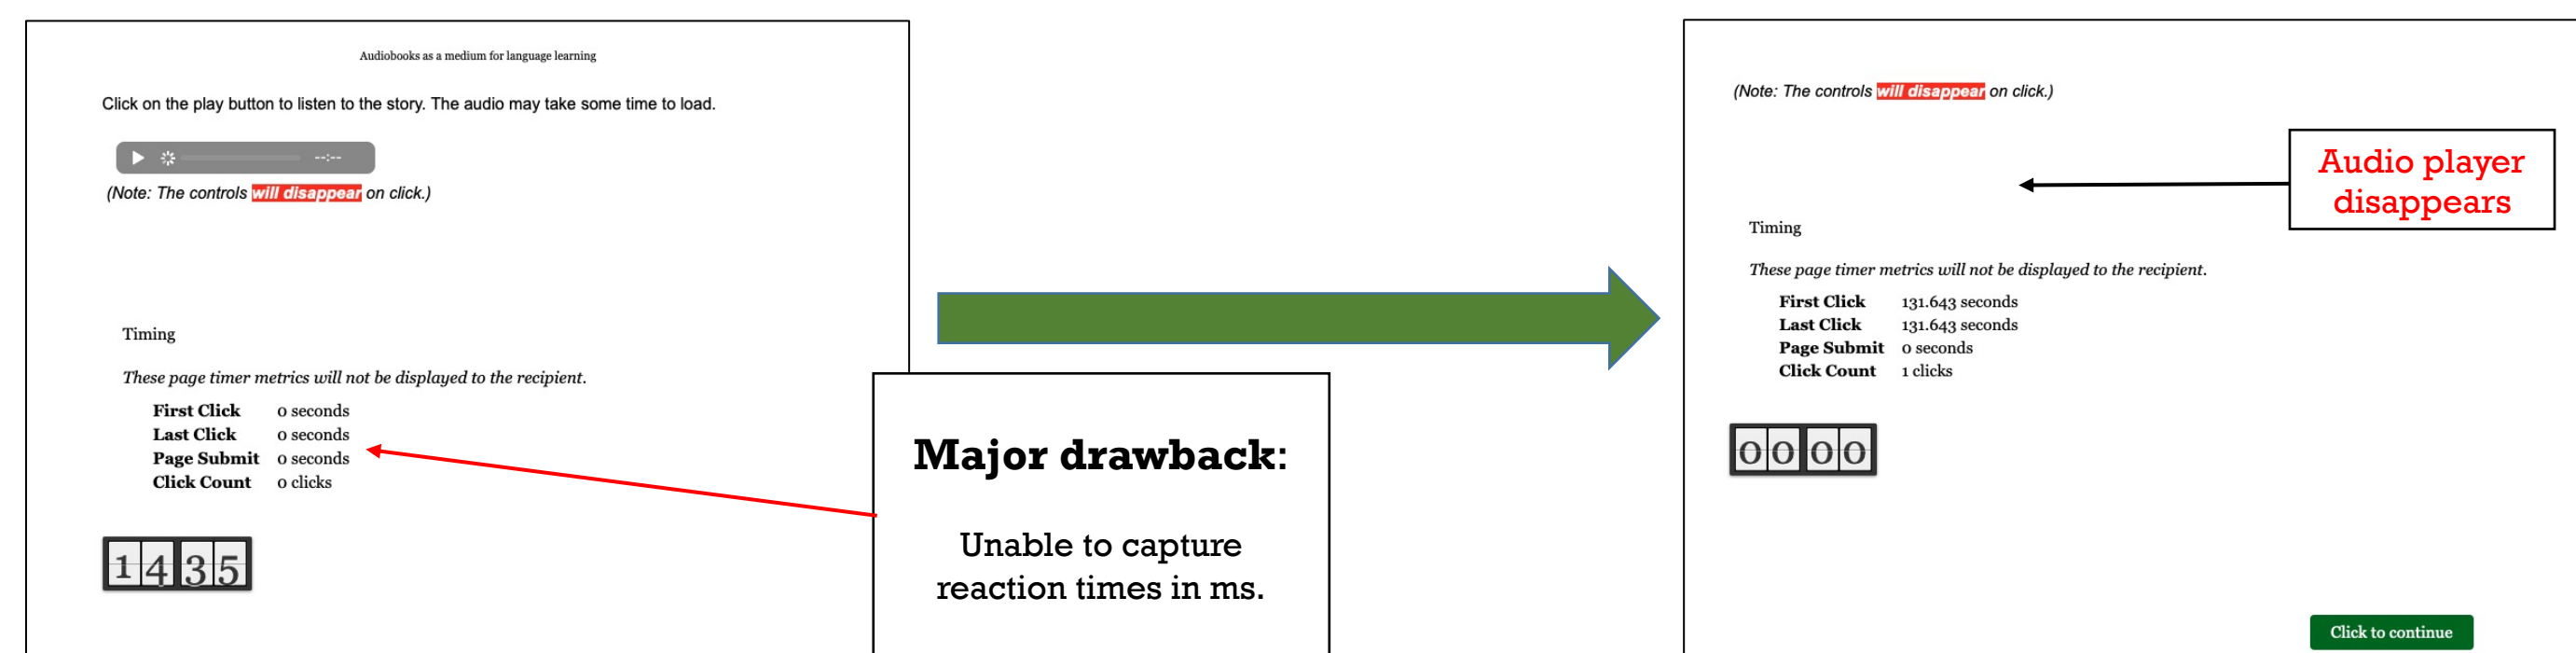 Audiobooks as a medium for language learning
Click on the play button to listen to the story. The audio may take some time to load.
--:--
(Note: The controls will disappear on click.)
Timing
These page timer metrics will not be displayed to the recipient.
First Click 0 seconds
Last Click 0 seconds
Page Submit 0 seconds
Click Count 0 clicks
1435
Major drawback:
Unable to capture
reaction times in ms.
(Note: The controls will disappear on click.)
Audio player
disappears
Timing
These page timer metrics will not be displayed to the recipient.
First Click 131.643 seconds
Last Click 131.643 seconds
Page Submit 0 seconds
Click Count 1 clicks
0000
Click to continue